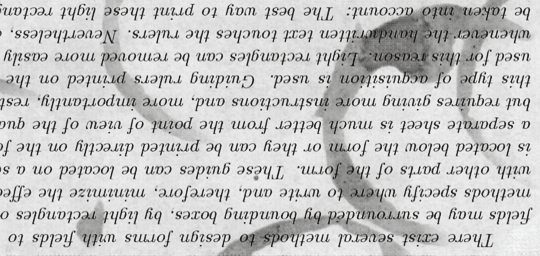 There exist several methods to design forms with fields to
fields may be surrounded by bounding boxes, by light rectangles o
methods specify where to write and, therefore, minimize the effe
with other parts of the form. These guides can be located on a s
is located below the form or they can be printed directly on the fo
a separate sheet is much better from the point of view of the qua
but requires giving more instructions and, more importantly, rest
this type of acquisition is used. Guiding rulers printed on the
used for this reason. Light rectangles can be removed more easily
whenever the handwritten text touches the rulers. Nevertheless,
be taken into account: The best way to print these light rectang